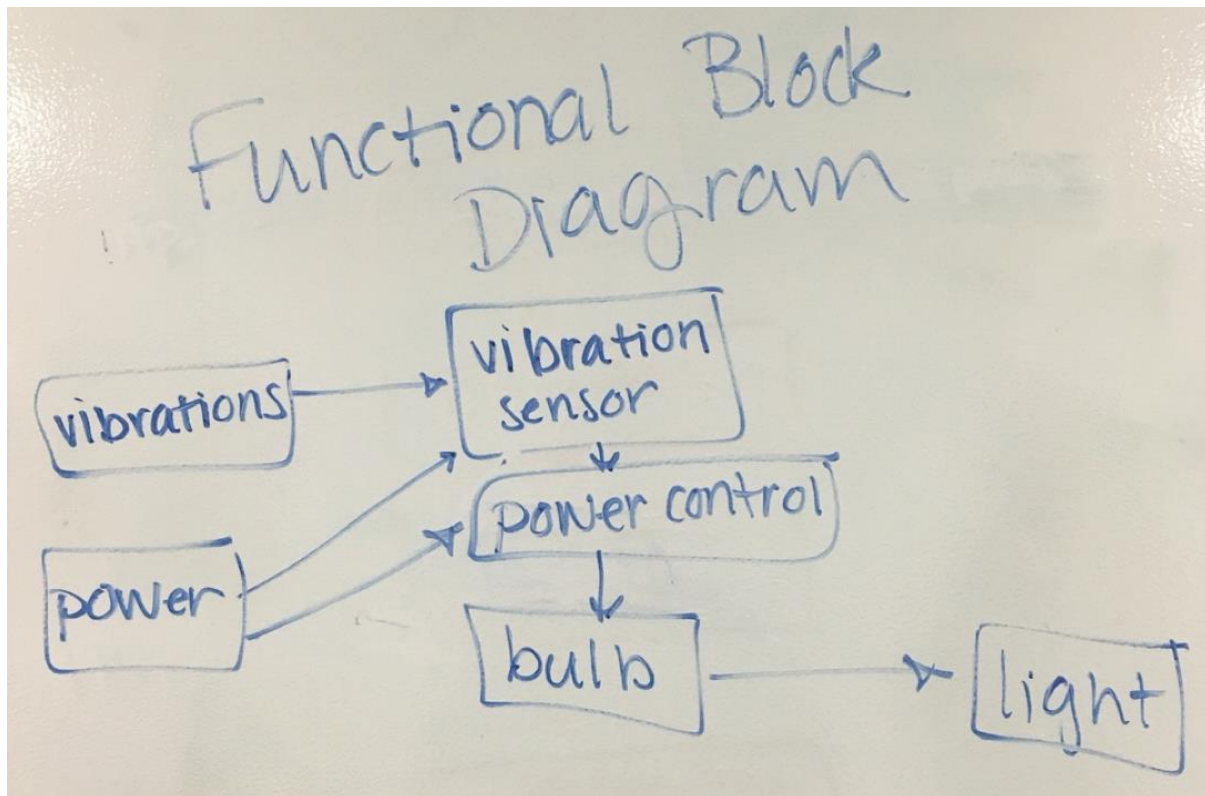 Functional Block
Diagram
vibrations
vibration
sensor
power control
power
bulb
light